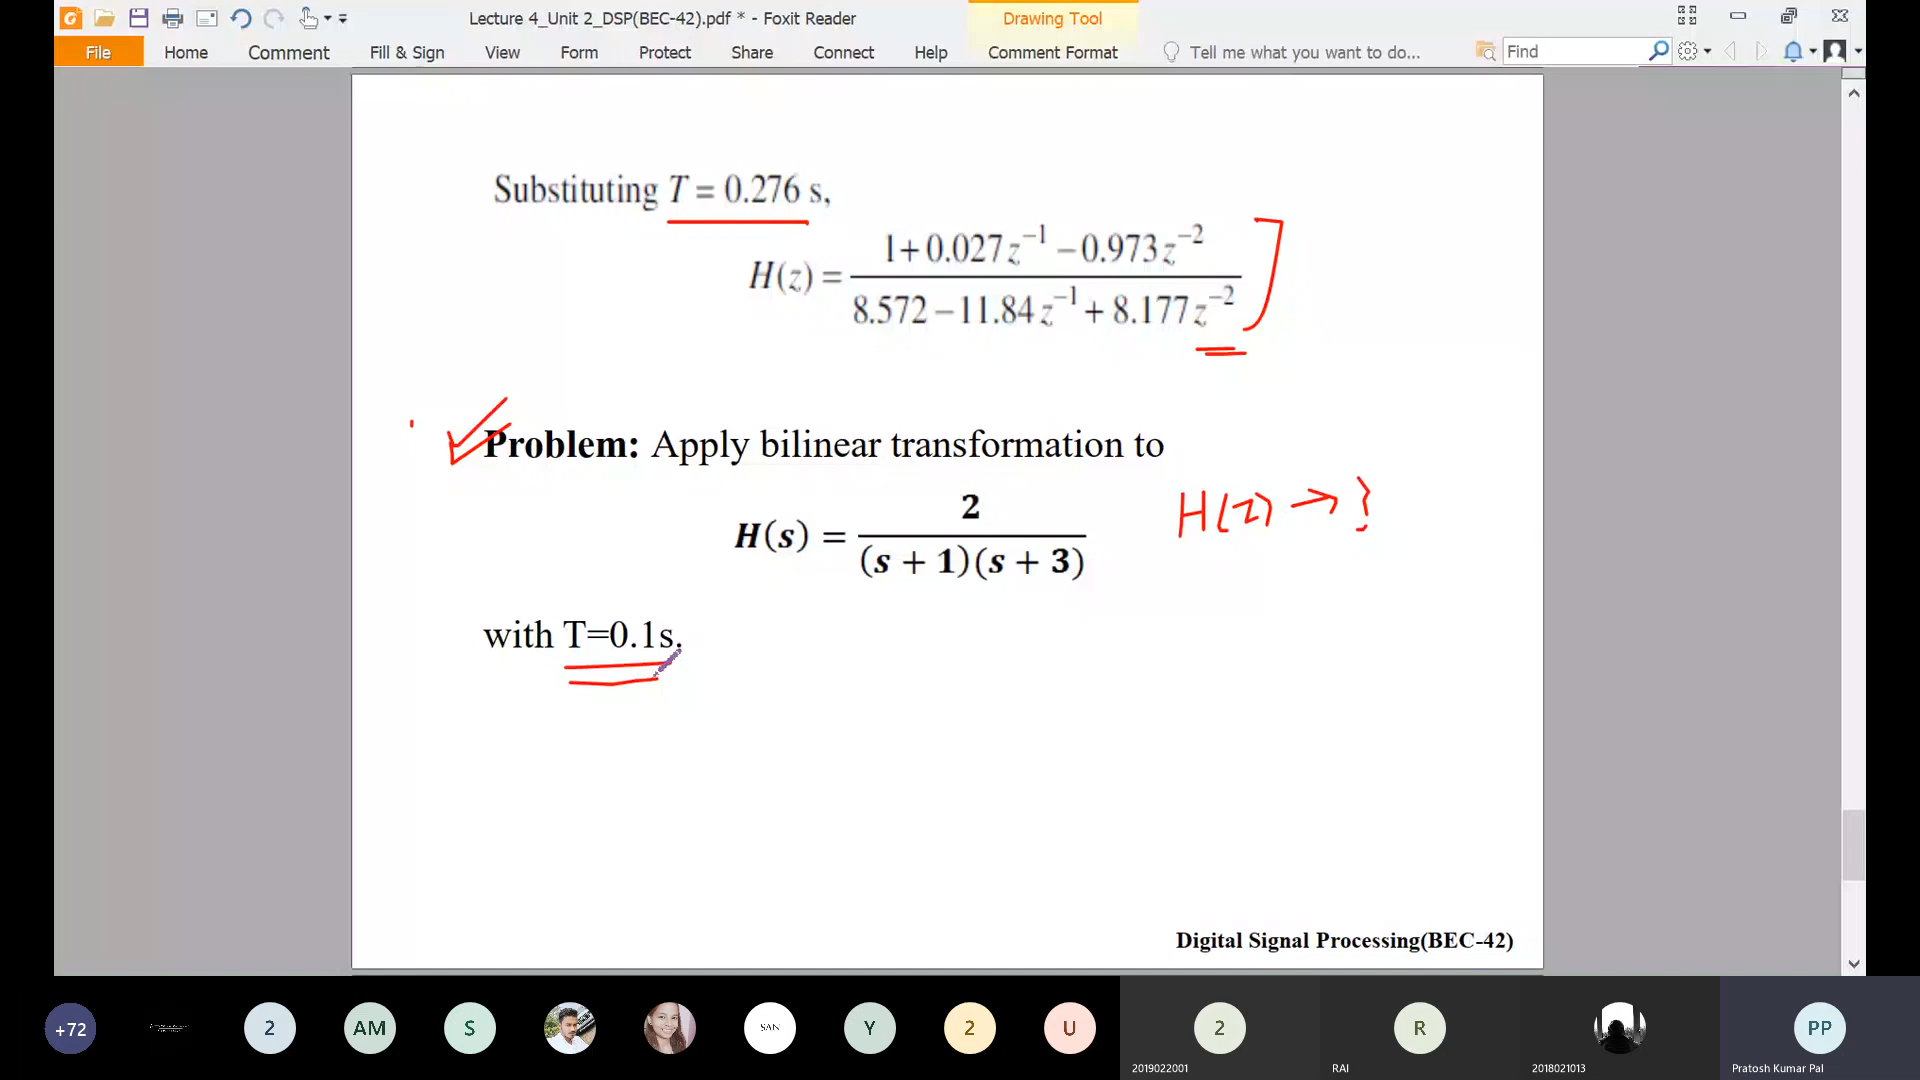 Lecture 4_Unit 2_DSP(BEC-42).pdf * - Foxit Reader
Drawing Tool
File Home Comment Fill & Sign View Form Protect Share Connect Help Comment Format Tell me what you want to do... Find
Substituting T = 0.276 s,
H(z) = \frac{1+0.027z^{-1}-0.973z^{-2}}{8.572-11.84z^{-1}+8.177z^{-2}}
Problem: Apply bilinear transformation to
H(s) = \frac{2}{(s+1)(s+3)}
H(z) → ?
with T=0.1s.
Digital Signal Processing(BEC-42)
+72 2 AM S SAN Y 2 U 2 R PP
2019022001 RAI 2018021013 Pratosh Kumar Pal